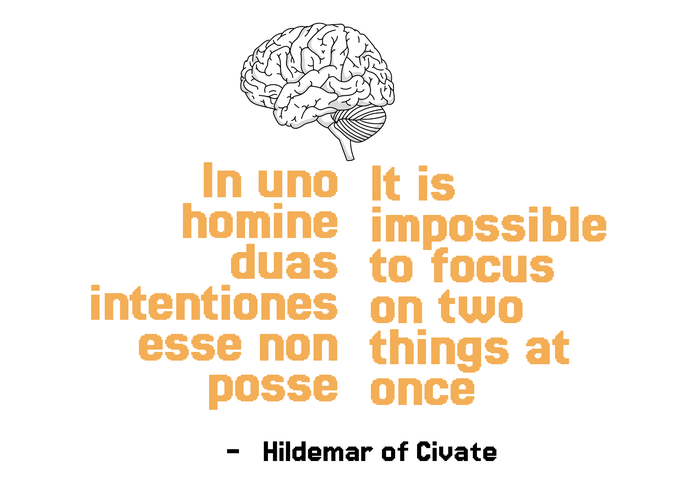 In uno
homine
duas
intentiones
esse non
posse
It is
impossible
to focus
on two
things at
once
- Hildemar of Civate